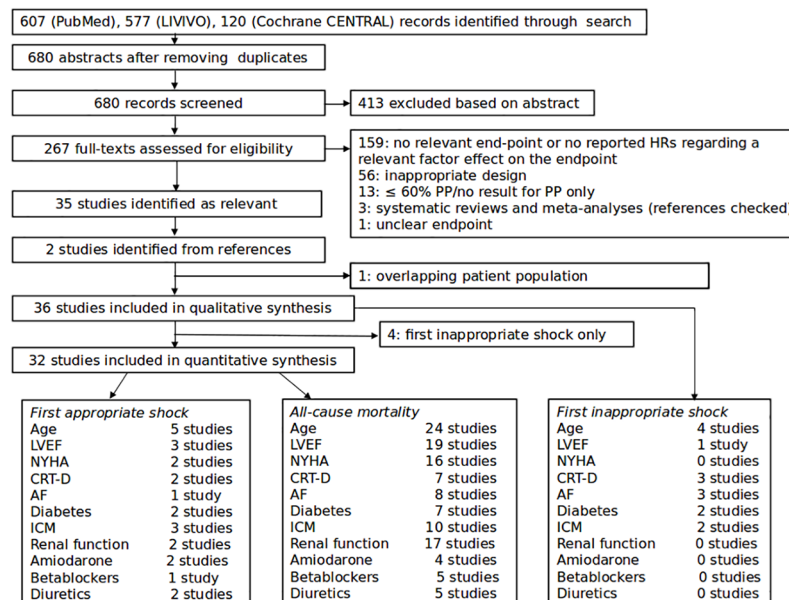 607 (PubMed), 577 (LIVIVO), 120 (Cochrane CENTRAL) records identified through search
680 abstracts after removing duplicates
680 records screened
413 excluded based on abstract
267 full-texts assessed for eligibility
159: no relevant end-point or no reported HRs regarding a
relevant factor effect on the endpoint
56: inappropriate design
13: ≤ 60% PP/no result for PP only
3: systematic reviews and meta-analyses (references checked)
1: unclear endpoint
35 studies identified as relevant
2 studies identified from references
1: overlapping patient population
36 studies included in qualitative synthesis
4: first inappropriate shock only
32 studies included in quantitative synthesis
First appropriate shock
Age 5 studies
LVEF 3 studies
NYHA 2 studies
CRT-D 2 studies
AF 1 study
Diabetes 2 studies
ICM 3 studies
Renal function 2 studies
Amiodarone 2 studies
Betablockers 1 study
Diuretics 2 studies
All-cause mortality
Age 24 studies
LVEF 19 studies
NYHA 16 studies
CRT-D 7 studies
AF 8 studies
Diabetes 7 studies
ICM 10 studies
Renal function 17 studies
Amiodarone 4 studies
Betablockers 5 studies
Diuretics 5 studies
First inappropriate shock
Age 4 studies
LVEF 1 study
NYHA 0 studies
CRT-D 3 studies
AF 3 studies
Diabetes 2 studies
ICM 2 studies
Renal function 0 studies
Amiodarone 0 studies
Betablockers 0 studies
Diuretics 0 studies